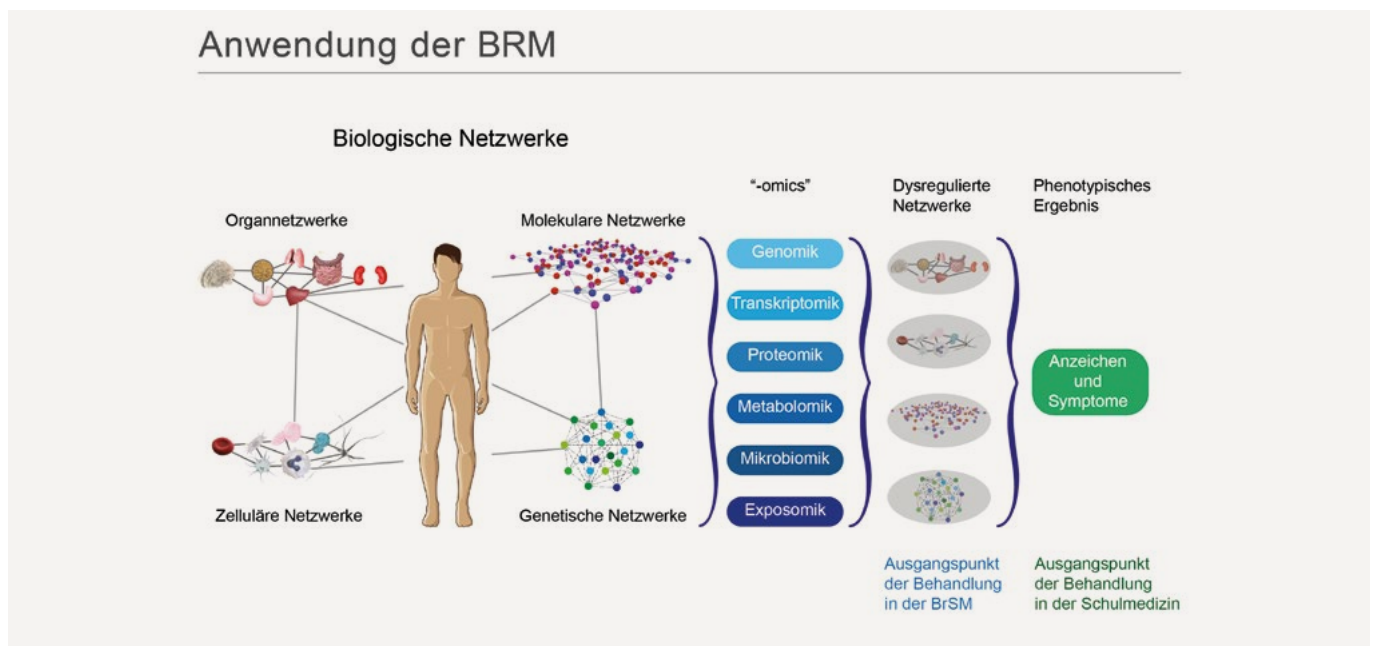 Anwendung der BRM
Biologische Netzwerke
Organnetzwerke
Molekulare Netzwerke
Zelluläre Netzwerke
Genetische Netzwerke
“-omics”
Genomik
Transkriptomik
Proteomik
Metabolomik
Mikrobiomik
Exposomik
Dysregulierte
Netzwerke
Ausgangspunkt
der Behandlung
in der BrSM
Phenotypisches
Ergebnis
Anzeichen
und
Symptome
Ausgangspunkt
der Behandlung
in der Schulmedizin